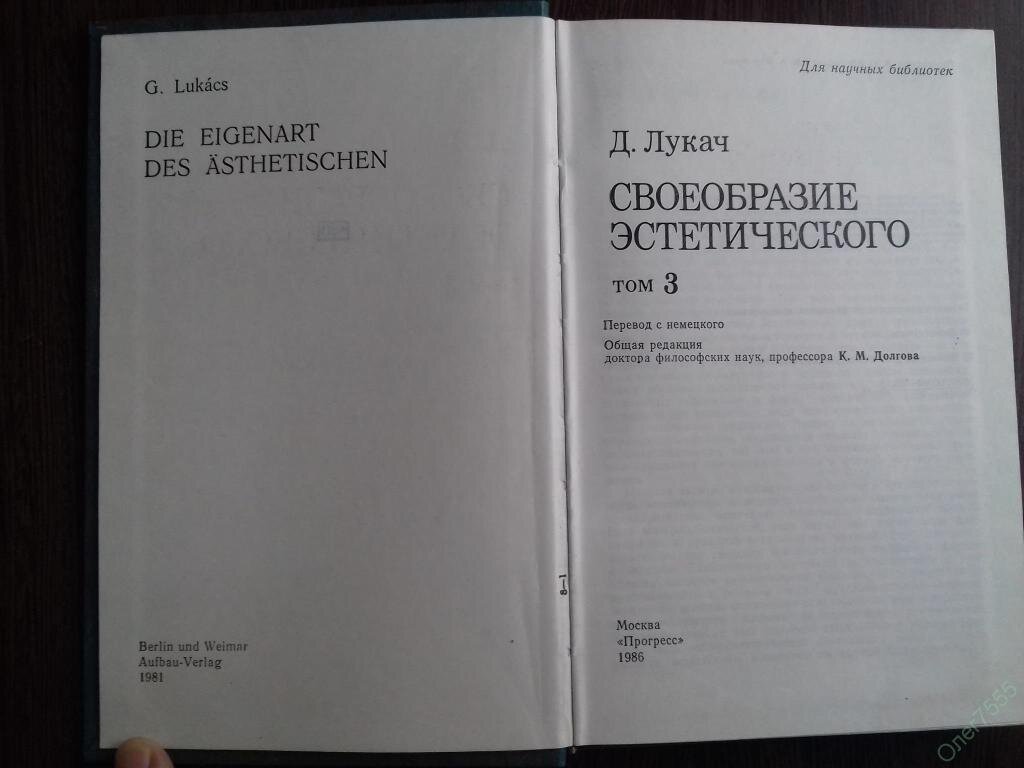 G. Lukács
DIE EIGENART
DES ÄSTHETISCHEN
Berlin und Weimar
Aufbau-Verlag
1981
8—1
Для научных библиотек
Д. Лукач
СВОЕОБРАЗИЕ
ЭСТЕТИЧЕСКОГО
том 3
Перевод с немецкого
Общая редакция
доктора философских наук, профессора К. М. Долгова
Москва
«Прогресс»
1986
Олег7555